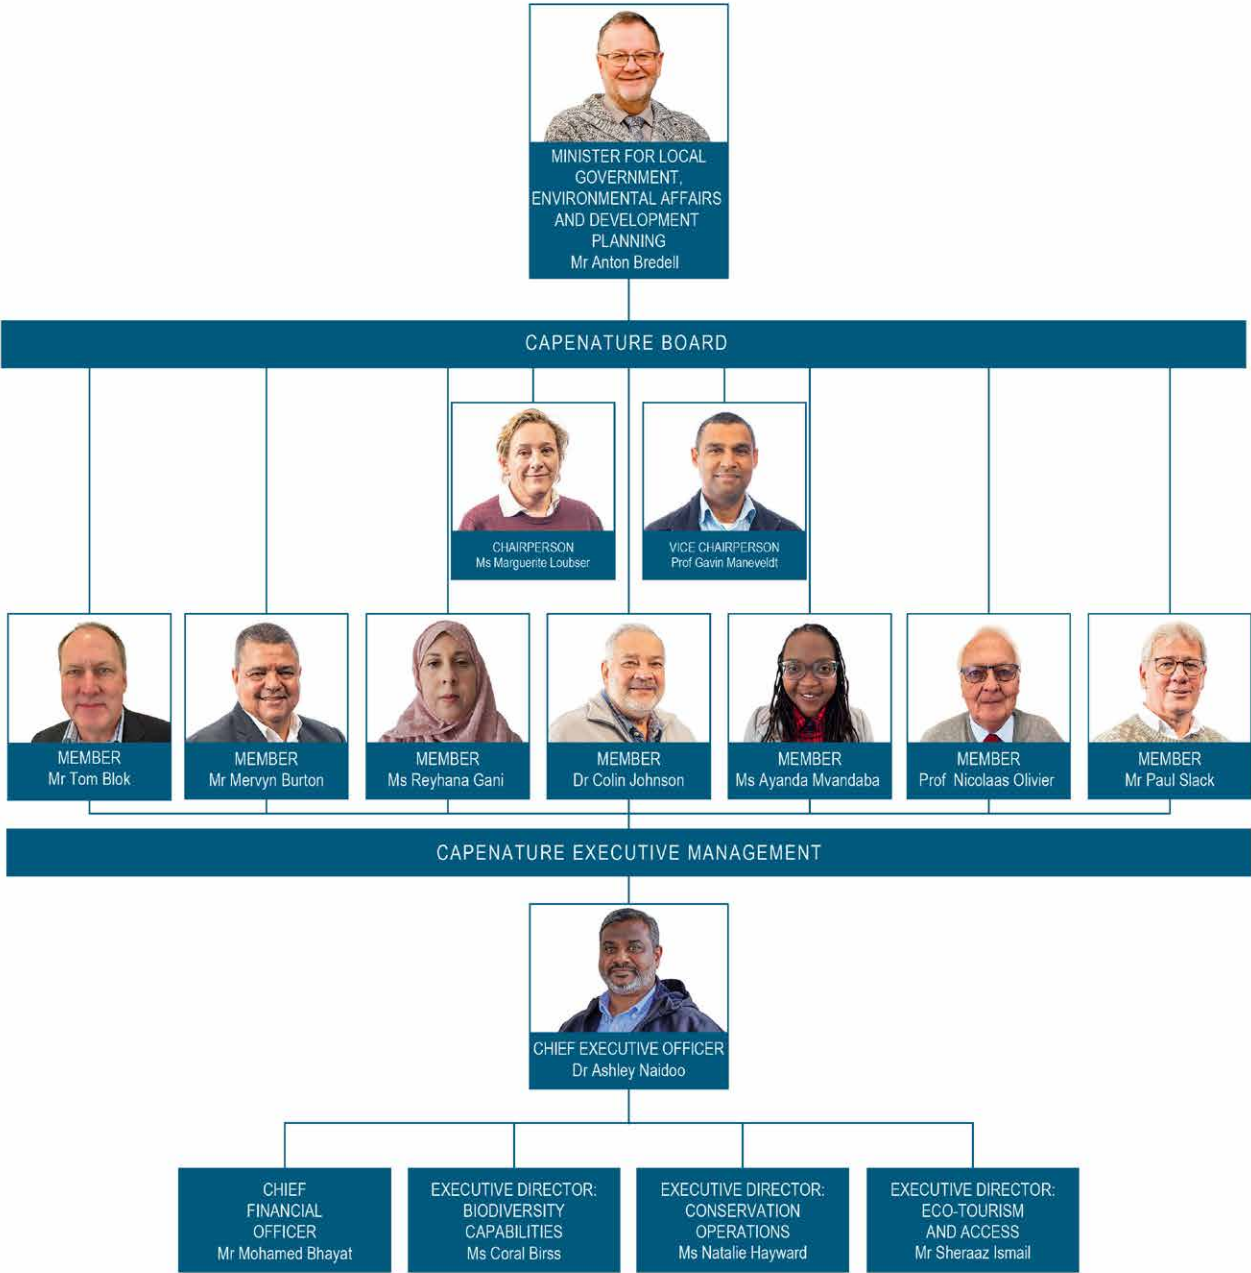 MINISTER FOR LOCAL
GOVERNMENT,
ENVIRONMENTAL AFFAIRS
AND DEVELOPMENT
PLANNING
Mr Anton Bredell
CAPENATURE BOARD
CHAIRPERSON
Ms Marguerite Loubser
VICE CHAIRPERSON
Prof Gavin Maneveldt
MEMBER
Mr Tom Blok
MEMBER
Mr Mervyn Burton
MEMBER
Ms Reyhana Gani
MEMBER
Dr Colin Johnson
MEMBER
Ms Ayanda Mvandaba
MEMBER
Prof Nicolaas Olivier
MEMBER
Mr Paul Slack
CAPENATURE EXECUTIVE MANAGEMENT
CHIEF EXECUTIVE OFFICER
Dr Ashley Naidoo
CHIEF
FINANCIAL
OFFICER
Mr Mohamed Bhayat
EXECUTIVE DIRECTOR:
BIODIVERSITY
CAPABILITIES
Ms Coral Birss
EXECUTIVE DIRECTOR:
CONSERVATION
OPERATIONS
Ms Natalie Hayward
EXECUTIVE DIRECTOR:
ECO-TOURISM
AND ACCESS
Mr Sheraaz Ismail